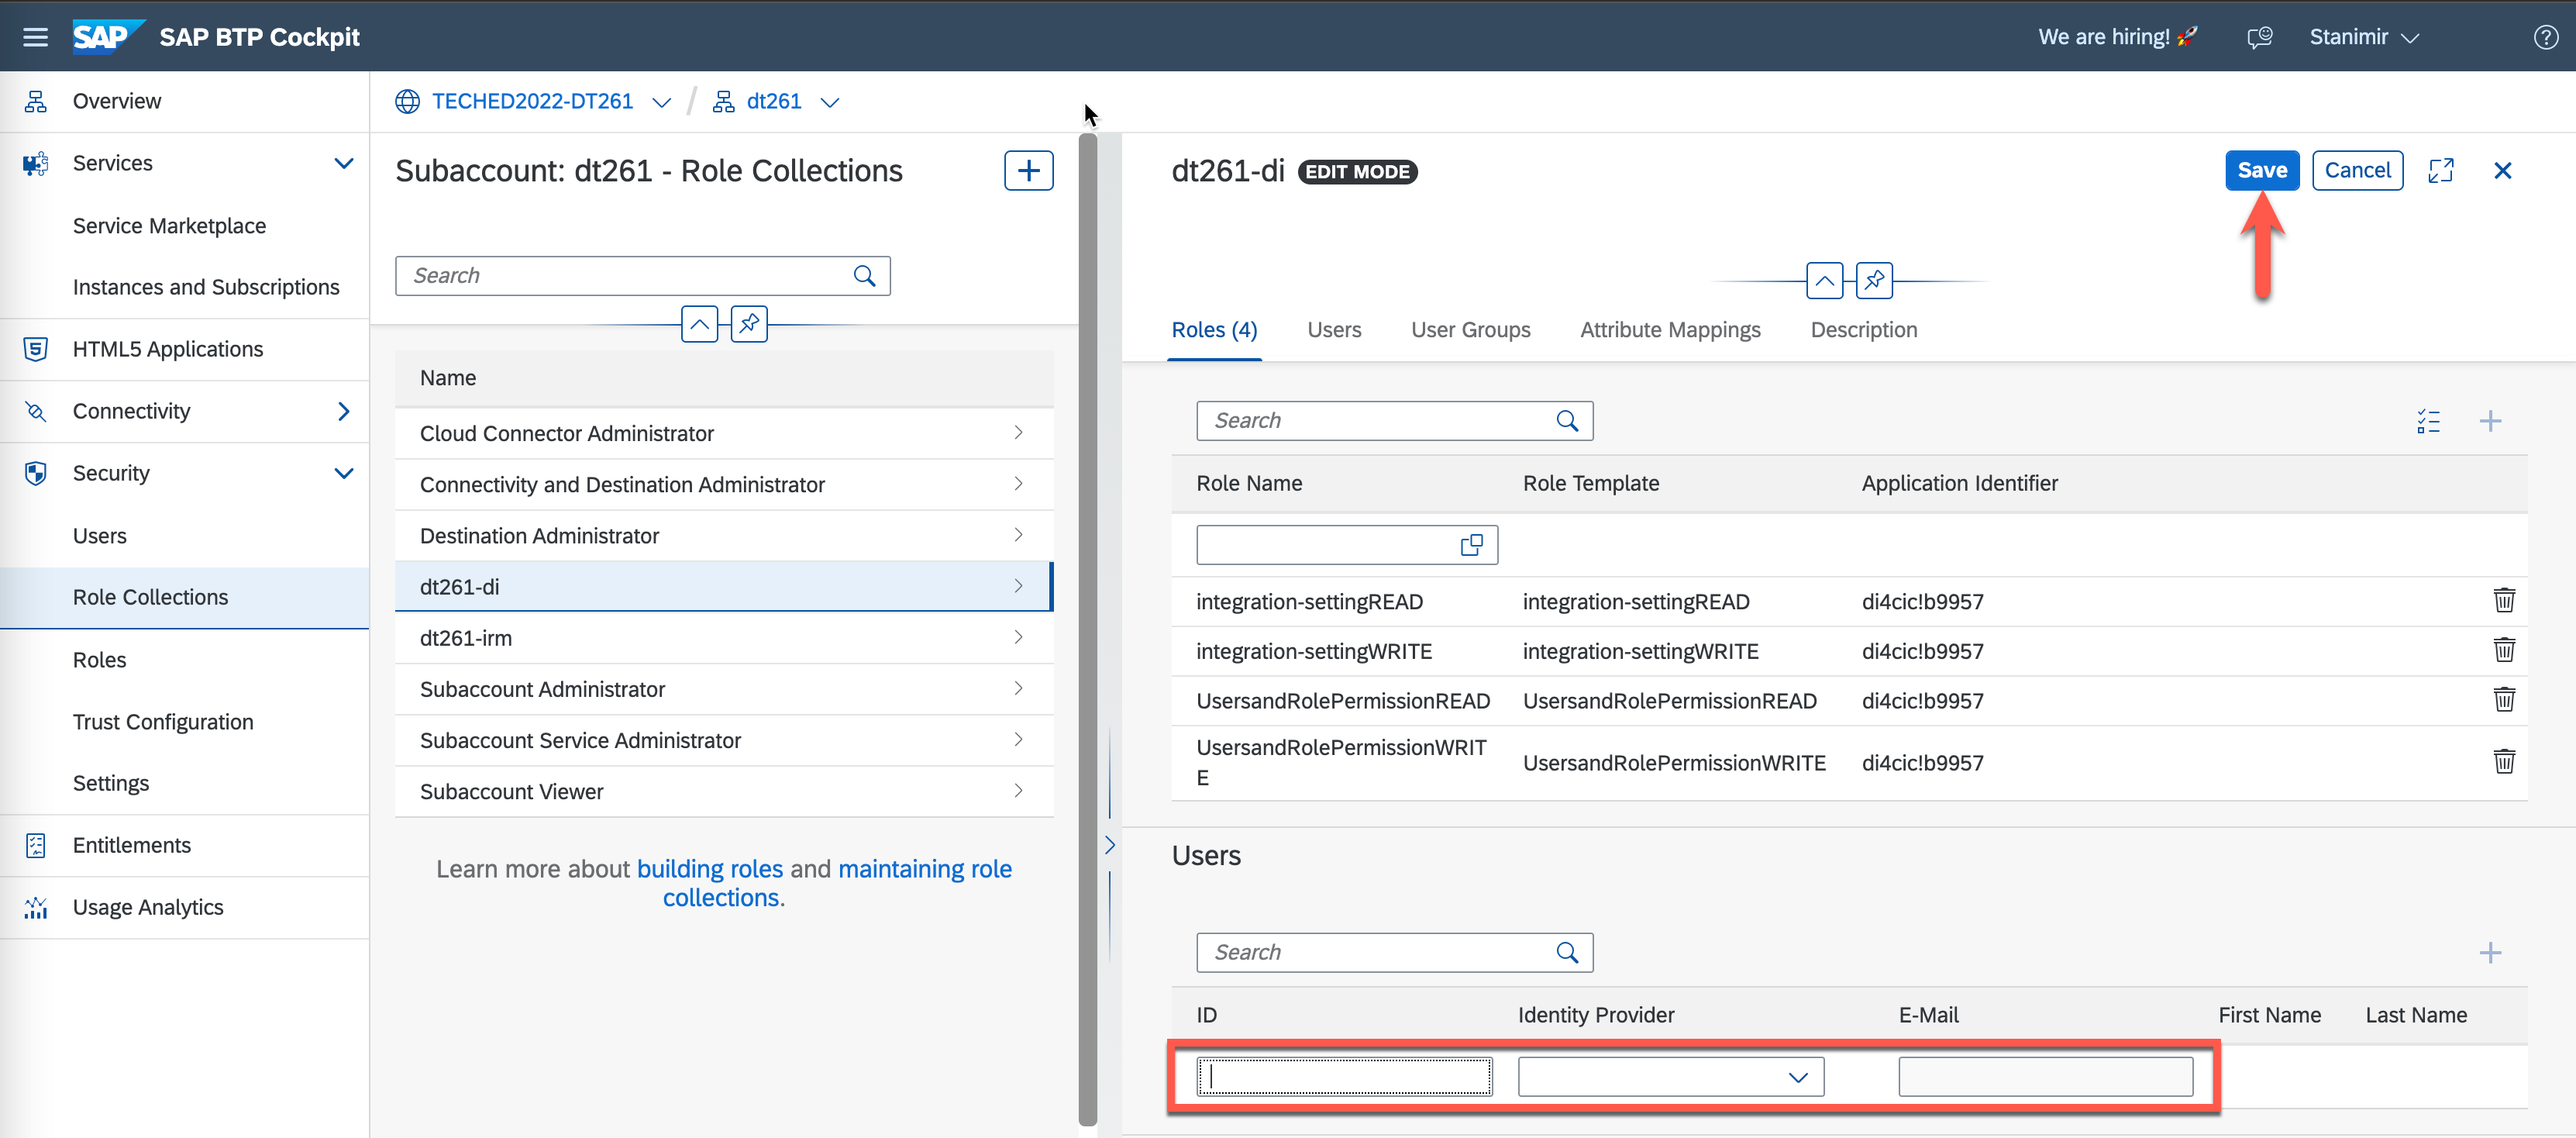 SAP SAP BTP Cockpit
We are hiring! 🚀
Stanimir
?
Overview
Services
Service Marketplace
Instances and Subscriptions
5 HTML5 Applications
Connectivity
Security
Users
Role Collections
Roles
Trust Configuration
Settings
Entitlements
Usage Analytics
TECHED2022-DT261 / dt261
Subaccount: dt261 - Role Collections
+
Search
Name
Cloud Connector Administrator
Connectivity and Destination Administrator
Destination Administrator
dt261-di
dt261-irm
Subaccount Administrator
Subaccount Service Administrator
Subaccount Viewer
Learn more about building roles and maintaining role
collections.
dt261-di EDIT MODE
Save Cancel
Roles (4) Users User Groups Attribute Mappings Description
Search
Role Name Role Template Application Identifier
integration-settingREAD integration-settingREAD di4cic!b9957
integration-settingWRITE integration-settingWRITE di4cic!b9957
UsersandRolePermissionREAD UsersandRolePermissionREAD di4cic!b9957
UsersandRolePermissionWRIT
E UsersandRolePermissionWRITE di4cic!b9957
Users
Search
ID Identity Provider E-Mail First Name Last Name